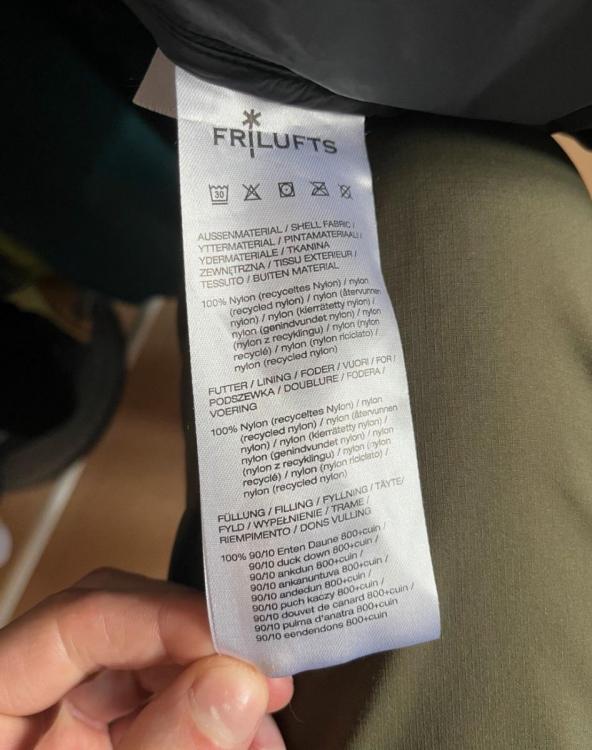 FRILUFTS
30
AUSSENMATERIAL / SHELL FABRIC /
YTTERMATERIAL / PINTAMATERIAALI /
YDERMATERIALE / TKANINA
ZEWNĘTRZNA / TISSU EXTERIEUR /
TESSUTO / BUITEN MATERIAL
100% Nylon (recyceltes Nylon) / nylon
(recycled nylon) / nylon (återvunnen
nylon) / nylon (kierrätetty nylon) /
nylon (genindvundet nylon) / nylon
(nylon z recyklingu) / nylon (nylon
recyclé) / nylon (nylon riciclato) /
nylon (recycled nylon)
FUTTER / LINING / FODER / VUORI / FOR /
PODSZEWKA / DOUBLURE / FODERA /
VOERING
100% Nylon (recyceltes Nylon) / nylon
(recycled nylon) / nylon (återvunnen
nylon) / nylon (kierrätetty nylon) /
nylon (genindvundet nylon) / nylon
(nylon z recyklingu) / nylon (nylon
recyclé) / nylon (nylon riciclato) /
nylon (recycled nylon)
FÜLLUNG / FILLING / FYLLNING / TÄYTE/
FYLD / WYPEŁNIENIE / TRAME /
RIEMPIMENTO / DONS VULLING
100% 90/10 Enten Daune 800+cuin /
90/10 duck down 800+cuin /
90/10 ankdun 800+cuin /
90/10 ankanuntuva 800+cuin /
90/10 andedun 800+cuin /
90/10 puch kaczy 800+cuin /
90/10 douvet de canard 800+cuin /
90/10 pulma d'anatra 800+cuin /
90/10 eendendons 800+cuin